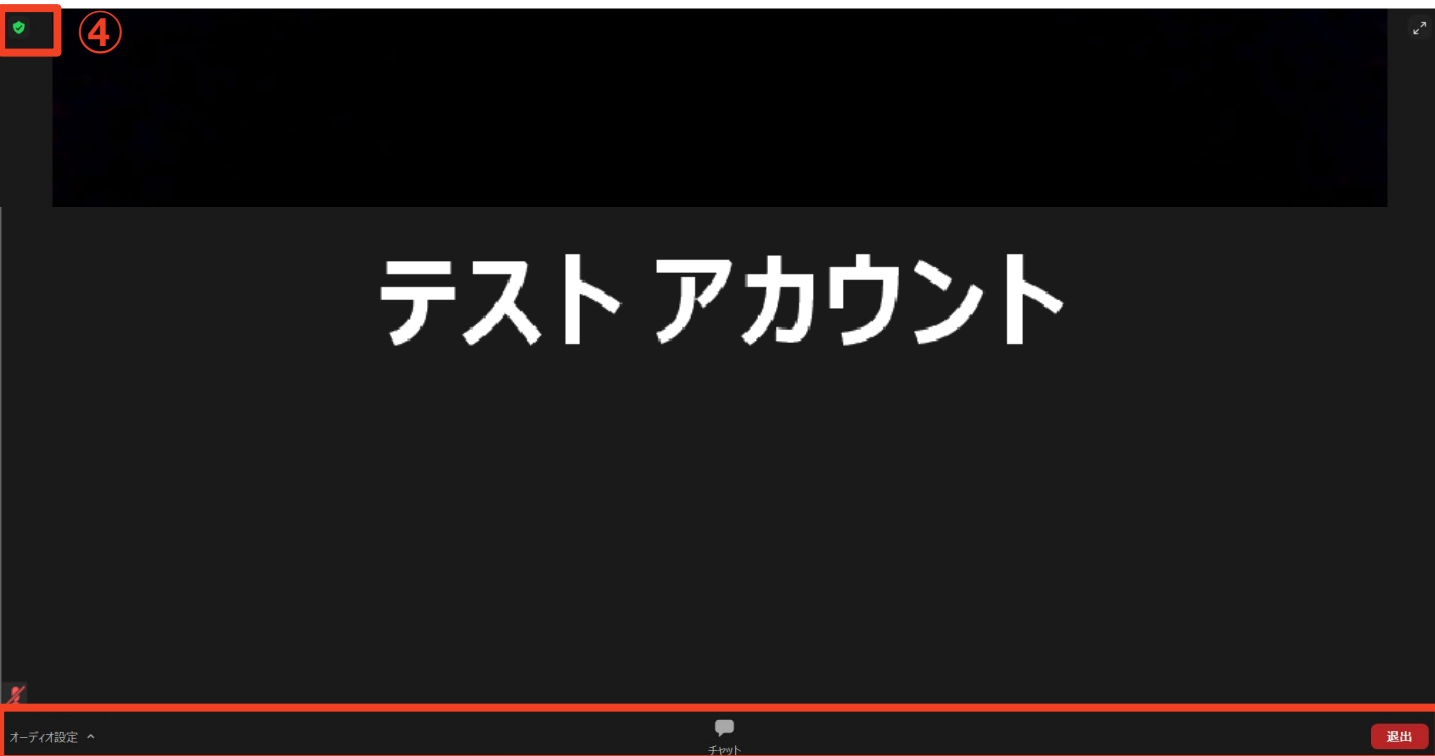 ④
テスト アカウント
オーディオ設定
チャット
退出